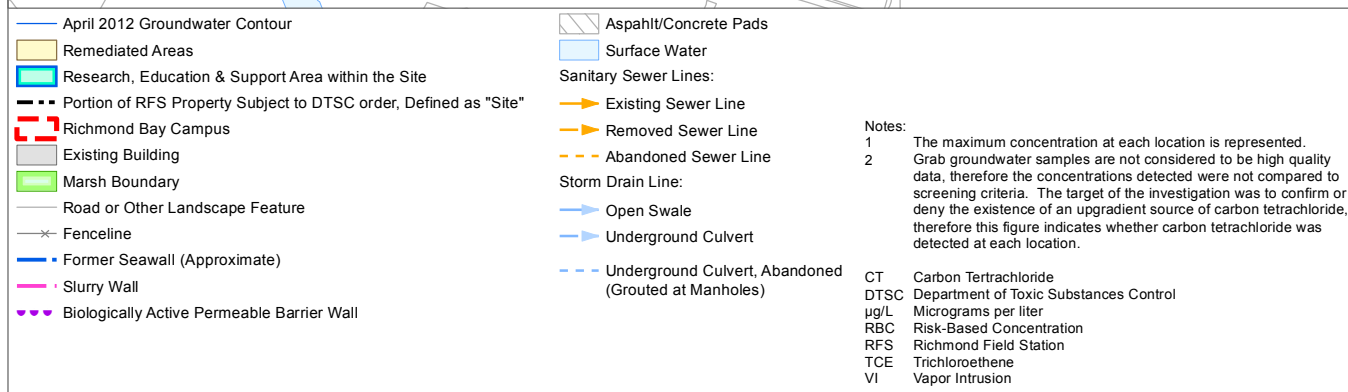 April 2012 Groundwater Contour
Remediated Areas
Research, Education & Support Area within the Site
Portion of RFS Property Subject to DTSC order, Defined as "Site"
Richmond Bay Campus
Existing Building
Marsh Boundary
Road or Other Landscape Feature
Fenceline
Former Seawall (Approximate)
Slurry Wall
Biologically Active Permeable Barrier Wall
Aspahlt/Concrete Pads
Surface Water
Sanitary Sewer Lines:
Existing Sewer Line
Removed Sewer Line
Abandoned Sewer Line
Storm Drain Line:
Open Swale
Underground Culvert
Underground Culvert, Abandoned
(Grouted at Manholes)
Notes:
1 The maximum concentration at each location is represented.
2 Grab groundwater samples are not considered to be high quality
data, therefore the concentrations detected were not compared to
screening criteria. The target of the investigation was to confirm or
deny the existence of an upgradient source of carbon tetrachloride,
therefore this figure indicates whether carbon tetrachloride was
detected at each location.
CT Carbon Tertrachloride
DTSC Department of Toxic Substances Control
µg/L Micrograms per liter
RBC Risk-Based Concentration
RFS Richmond Field Station
TCE Trichloroethene
VI Vapor Intrusion